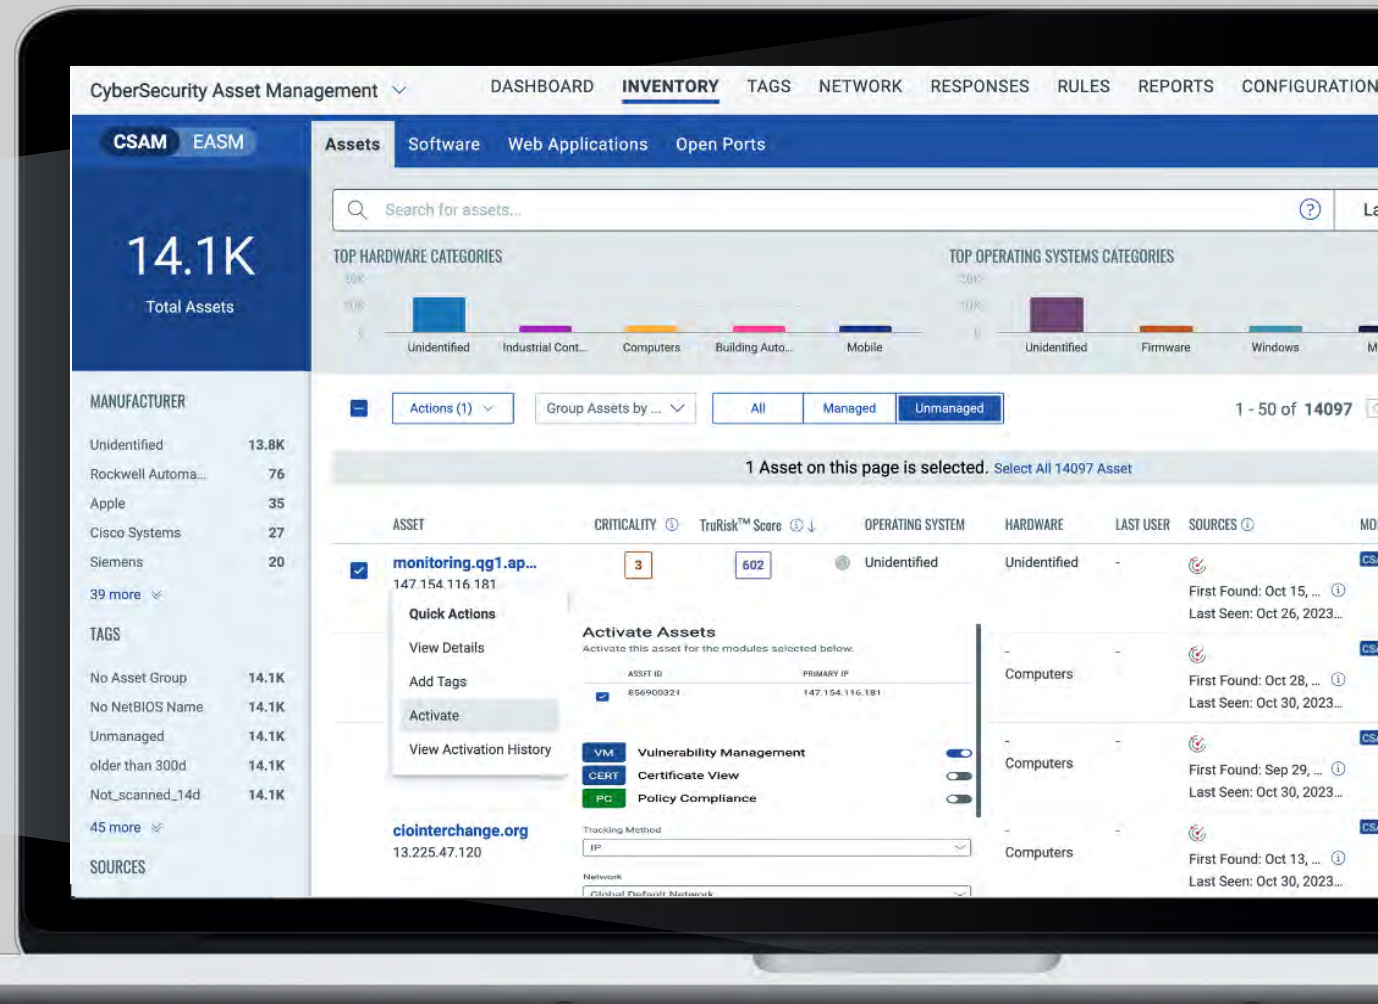 CyberSecurity Asset Management
DASHBOARD INVENTORY TAGS NETWORK RESPONSES RULES REPORTS CONFIGURATION
CSAM EASM
Assets Software Web Applications Open Ports
Search for assets...
14.1K
Total Assets
TOP HARDWARE CATEGORIES
10K
0
Unidentified Industrial Cont... Computers Building Auto... Mobile
TOP OPERATING SYSTEMS CATEGORIES
10K
0
Unidentified Firmware Windows
MANUFACTURER
Unidentified 13.8K
Rockwell Automa... 76
Apple 35
Cisco Systems 27
Siemens 20
39 more
TAGS
No Asset Group 14.1K
No NetBIOS Name 14.1K
Unmanaged 14.1K
older than 300d 14.1K
Not_scanned_14d 14.1K
45 more
SOURCES
Actions (1) Group Assets by ... All Managed Unmanaged 1 - 50 of 14097
1 Asset on this page is selected. Select All 14097 Asset
ASSET CRITICALITY TruRisk™ Score OPERATING SYSTEM HARDWARE LAST USER SOURCES
monitoring.qg1.ap... 3 602 Unidentified Unidentified -
147.154.116.181
First Found: Oct 15, ...
Last Seen: Oct 26, 2023...
Quick Actions
View Details
Add Tags
Activate
View Activation History
Activate Assets
Activate this asset for the modules selected below.
ASSET ID PRIMARY IP
856900321 147.154.116.181
VM Vulnerability Management
CERT Certificate View
PC Policy Compliance
Tracking Method
IP
Network
Global Default Network
-
Computers -
First Found: Oct 28, ...
Last Seen: Oct 30, 2023...
-
Computers -
First Found: Sep 29, ...
Last Seen: Oct 30, 2023...
ciointerchange.org
13.225.47.120
-
Computers -
First Found: Oct 13, ...
Last Seen: Oct 30, 2023...